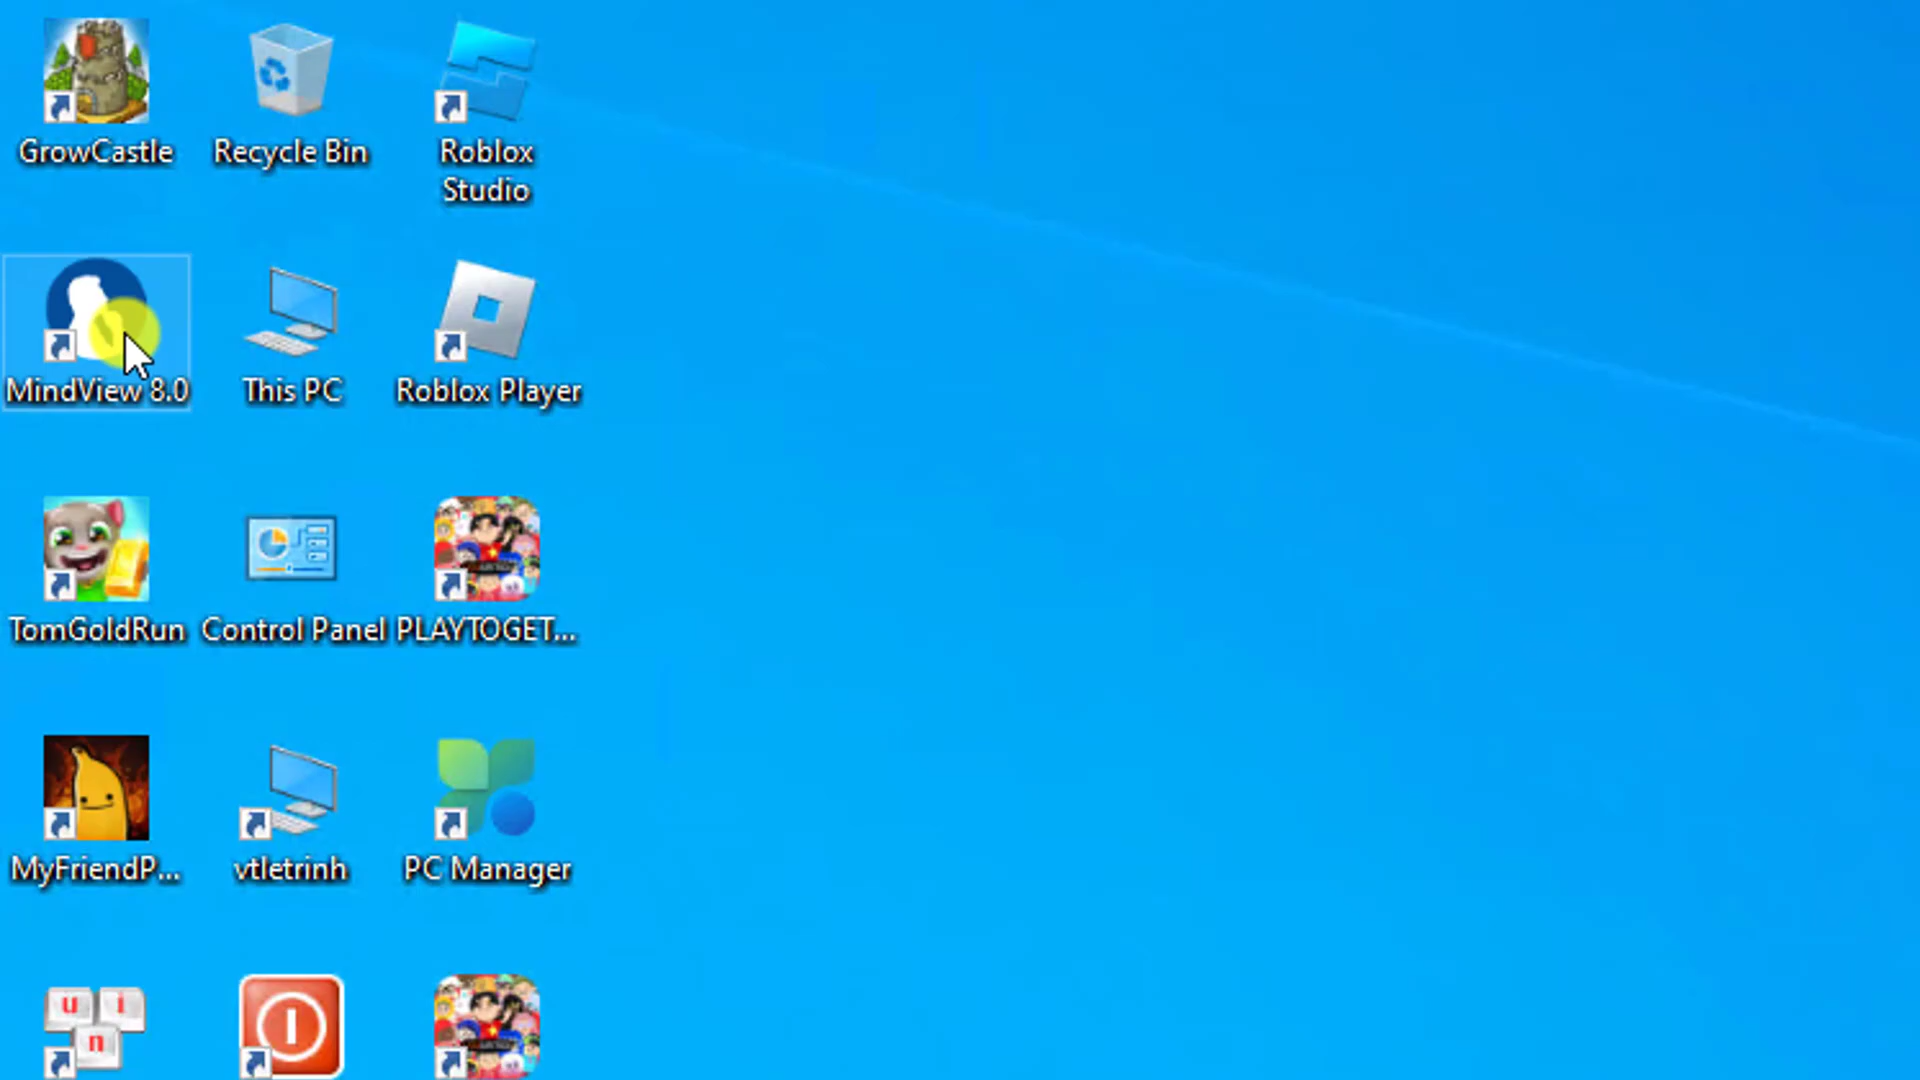 GrowCastle
Recycle Bin
Roblox
Studio
MindView 8.0
This PC
Roblox Player
TomGoldRun
Control Panel
PLAYTOGET...
MyFriendP...
vtletrinh
PC Manager
u i
n